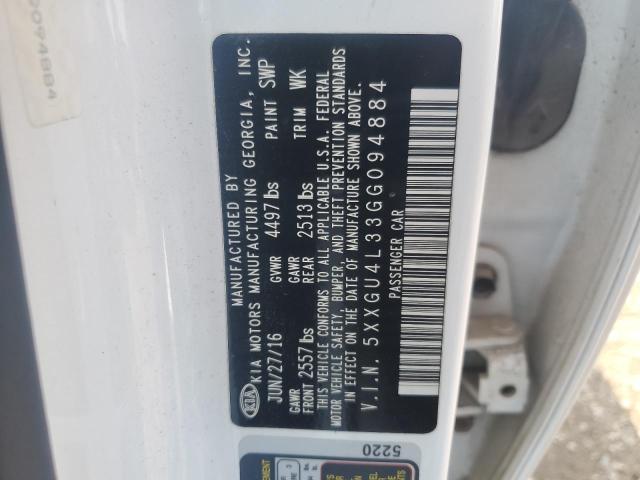 KIA
MANUFACTURED BY
KIA MOTORS MANUFACTURING GEORGIA, INC.
JUN/27/16 GVWR 4497 lbs PAINT SWP
GAWR FRONT 2557 lbs GAWR REAR 2513 lbs TRIM WK
THIS VEHICLE CONFORMS TO ALL APPLICABLE U.S.A. FEDERAL
MOTOR VEHICLE SAFETY, BUMPER, AND THEFT PREVENTION STANDARDS
IN EFFECT ON THE DATE OF MANUFACTURE SHOWN ABOVE.
V.I.N. 5XXGU4L33GG094884
PASSENGER CAR
5220